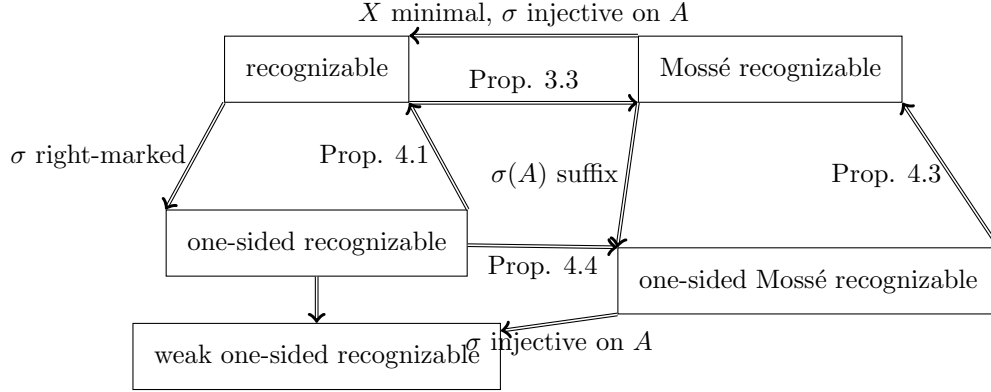 X minimal, σ injective on A
recognizable
Prop. 3.3
Mossé recognizable
σ right-marked
Prop. 4.1
σ(A) suffix
Prop. 4.3
one-sided recognizable
Prop. 4.4
one-sided Mossé recognizable
σ injective on A
weak one-sided recognizable